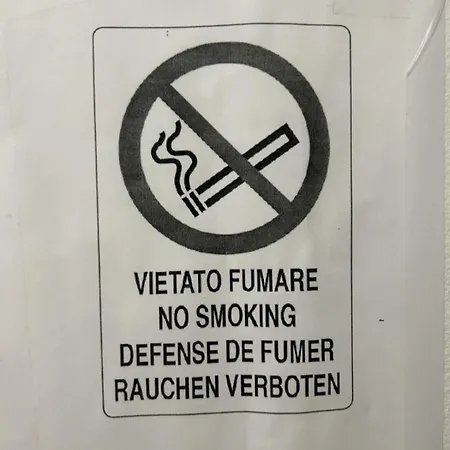 VIETATO FUMARE
NO SMOKING
DEFENSE DE FUMER
RAUCHEN VERBOTEN